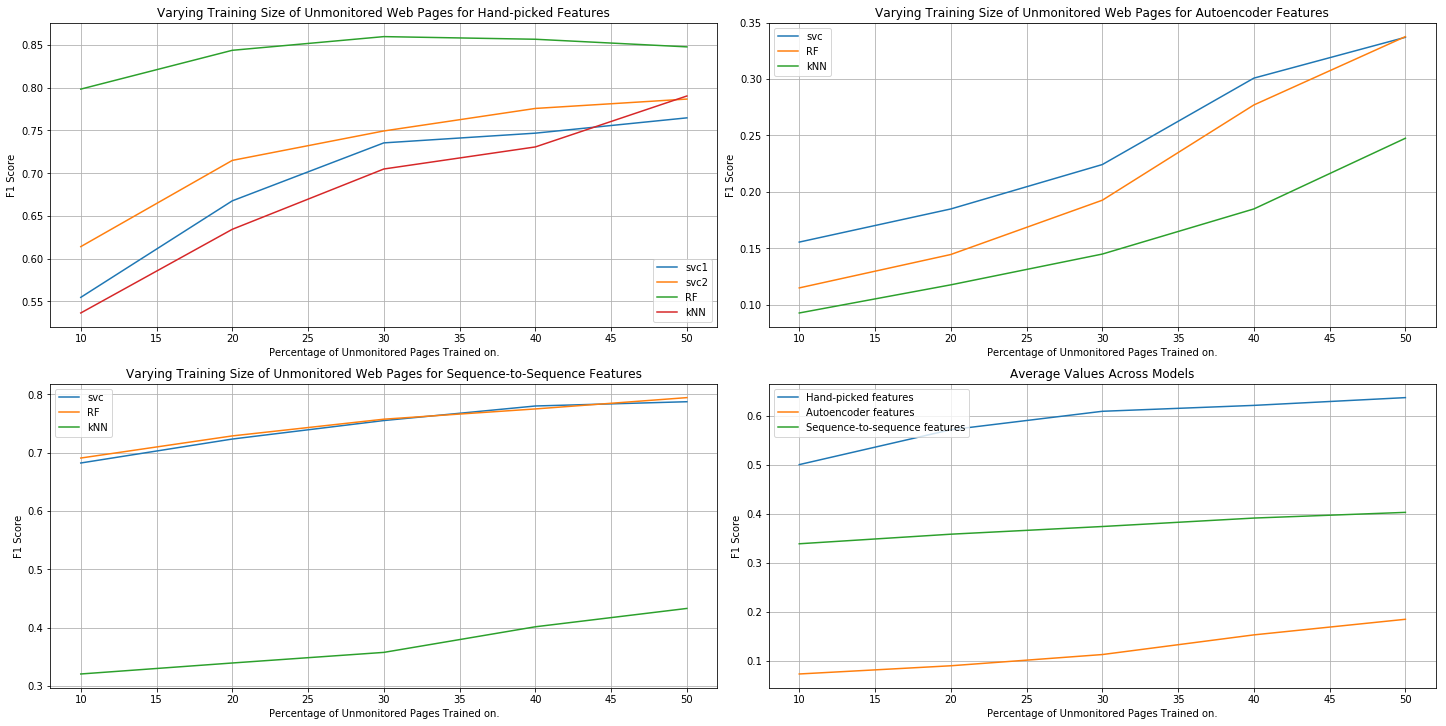 Varying Training Size of Unmonitored Web Pages for Hand-picked Features
F1 Score
0.85
0.80
0.75
0.70
0.65
0.60
0.55
svc1
svc2
RF
kNN
10 15 20 25 30 35 40 45 50
Percentage of Unmonitored Pages Trained on.
Varying Training Size of Unmonitored Web Pages for Autoencoder Features
F1 Score
0.35
0.30
0.25
0.20
0.15
0.10
svc
RF
kNN
10 15 20 25 30 35 40 45 50
Percentage of Unmonitored Pages Trained on.
Varying Training Size of Unmonitored Web Pages for Sequence-to-Sequence Features
F1 Score
0.8
0.7
0.6
0.5
0.4
0.3
svc
RF
kNN
10 15 20 25 30 35 40 45 50
Percentage of Unmonitored Pages Trained on.
Average Values Across Models
F1 Score
0.6
0.5
0.4
0.3
0.2
0.1
Hand-picked features
Autoencoder features
Sequence-to-sequence features
10 15 20 25 30 35 40 45 50
Percentage of Unmonitored Pages Trained on.